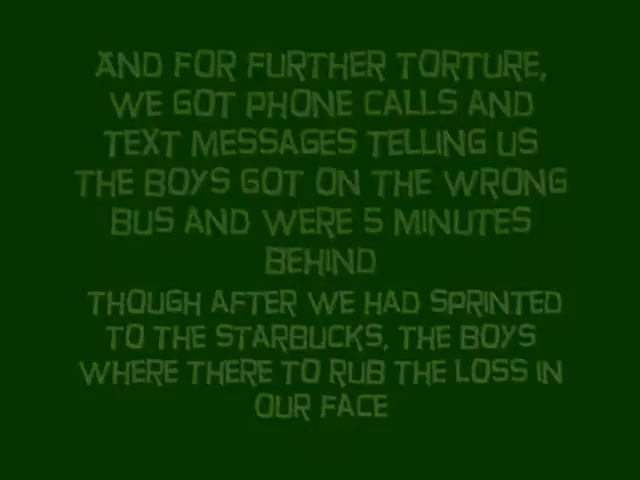 AND FOR FURTHER TORTURE,
WE GOT PHONE CALLS AND
TEXT MESSAGES TELLING US
THE BOYS GOT ON THE WRONG
BUS AND WERE 5 MINUTES
BEHIND
THOUGH AFTER WE HAD SPRINTED
TO THE STARBUCKS, THE BOYS
WHERE THERE TO RUB THE LOSS IN
OUR FACE